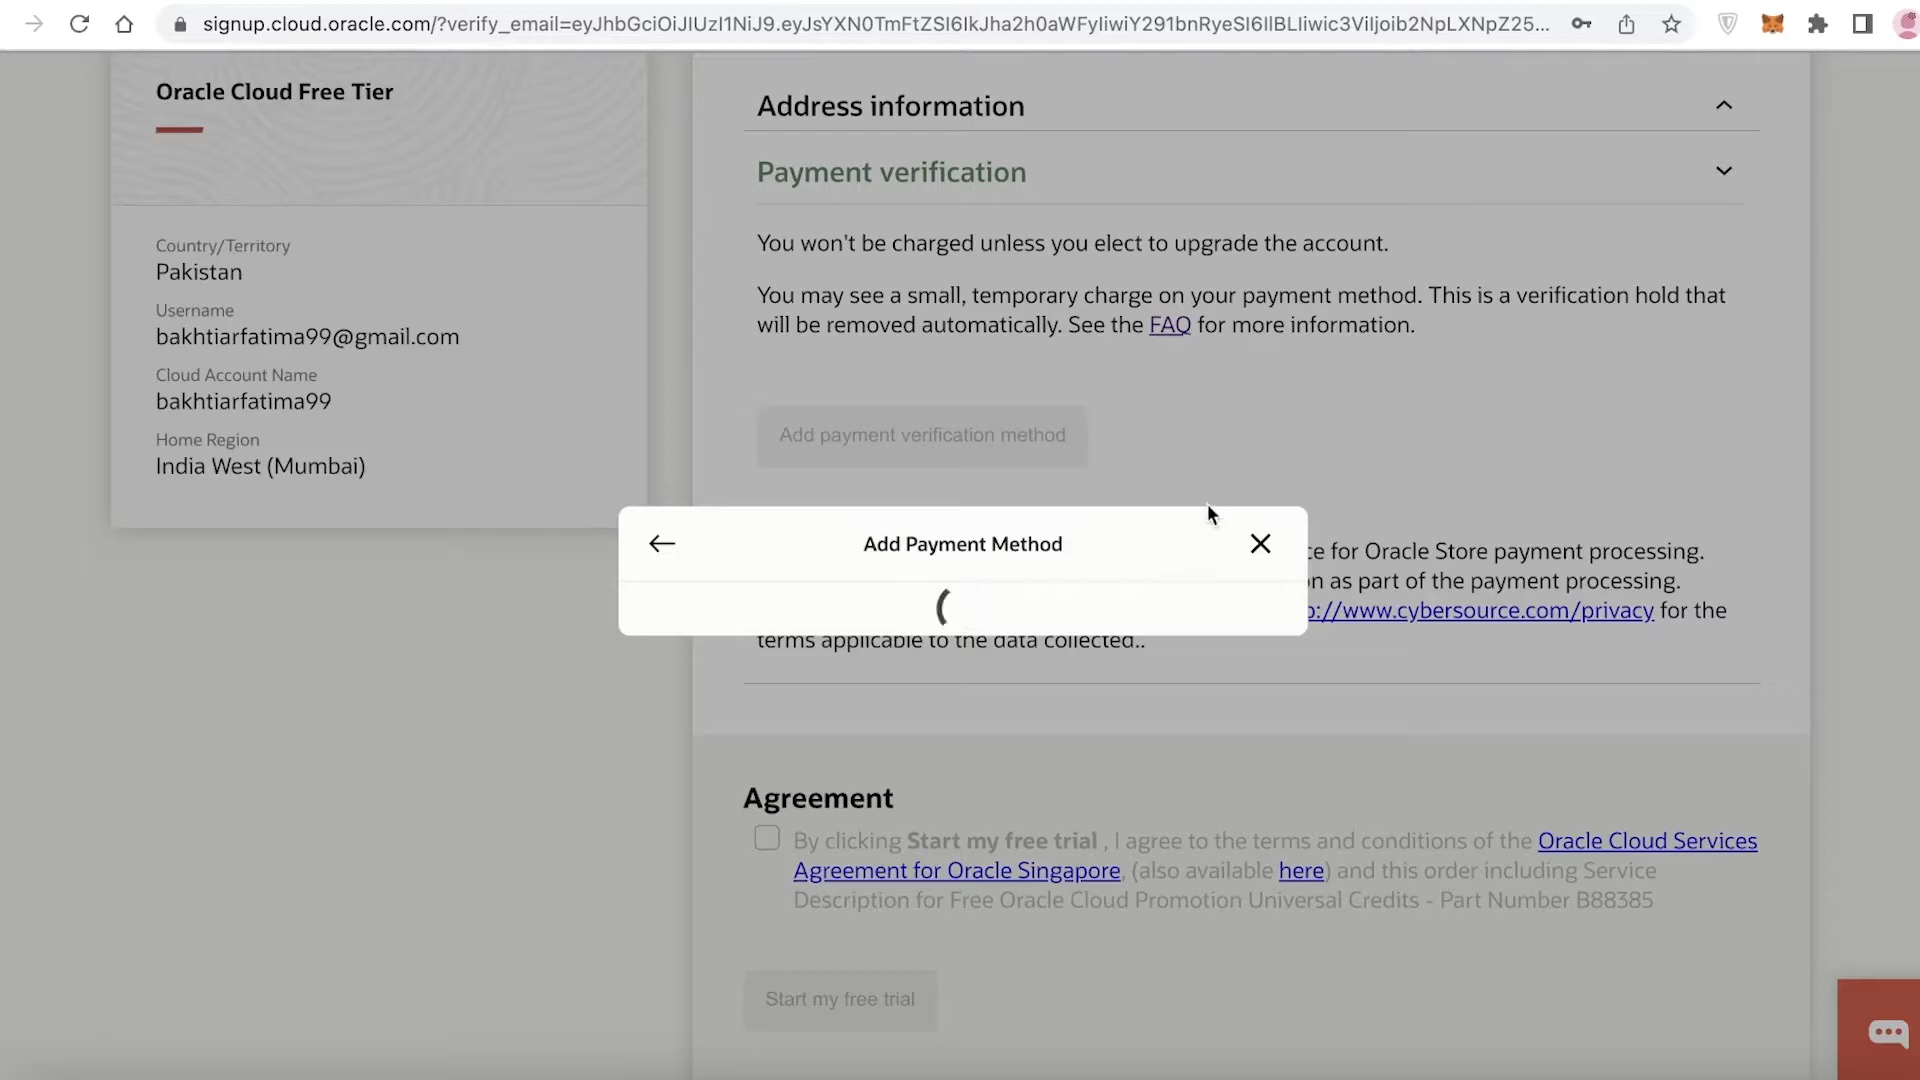 signup.cloud.oracle.com/?verify_email=eyJhbGciOiJIUzI1NiJ9.eyJsYXN0TmFtZSI6IkJha2h0aWFyIiwiY291bnRyeSI6IlBLIiwic3ViIjoib2NpLXNpZ25...
Oracle Cloud Free Tier
Country/Territory
Pakistan
Username
bakhtiarfatima99@gmail.com
Cloud Account Name
bakhtiarfatima99
Home Region
India West (Mumbai)
Address information
Payment verification
You won't be charged unless you elect to upgrade the account.
You may see a small, temporary charge on your payment method. This is a verification hold that
will be removed automatically. See the FAQ for more information.
Add payment verification method
Add Payment Method
ce for Oracle Store payment processing.
n as part of the payment processing.
p://www.cybersource.com/privacy for the
terms applicable to the data collected..
Agreement
By clicking Start my free trial , I agree to the terms and conditions of the Oracle Cloud Services
Agreement for Oracle Singapore, (also available here) and this order including Service
Description for Free Oracle Cloud Promotion Universal Credits - Part Number B88385
Start my free trial